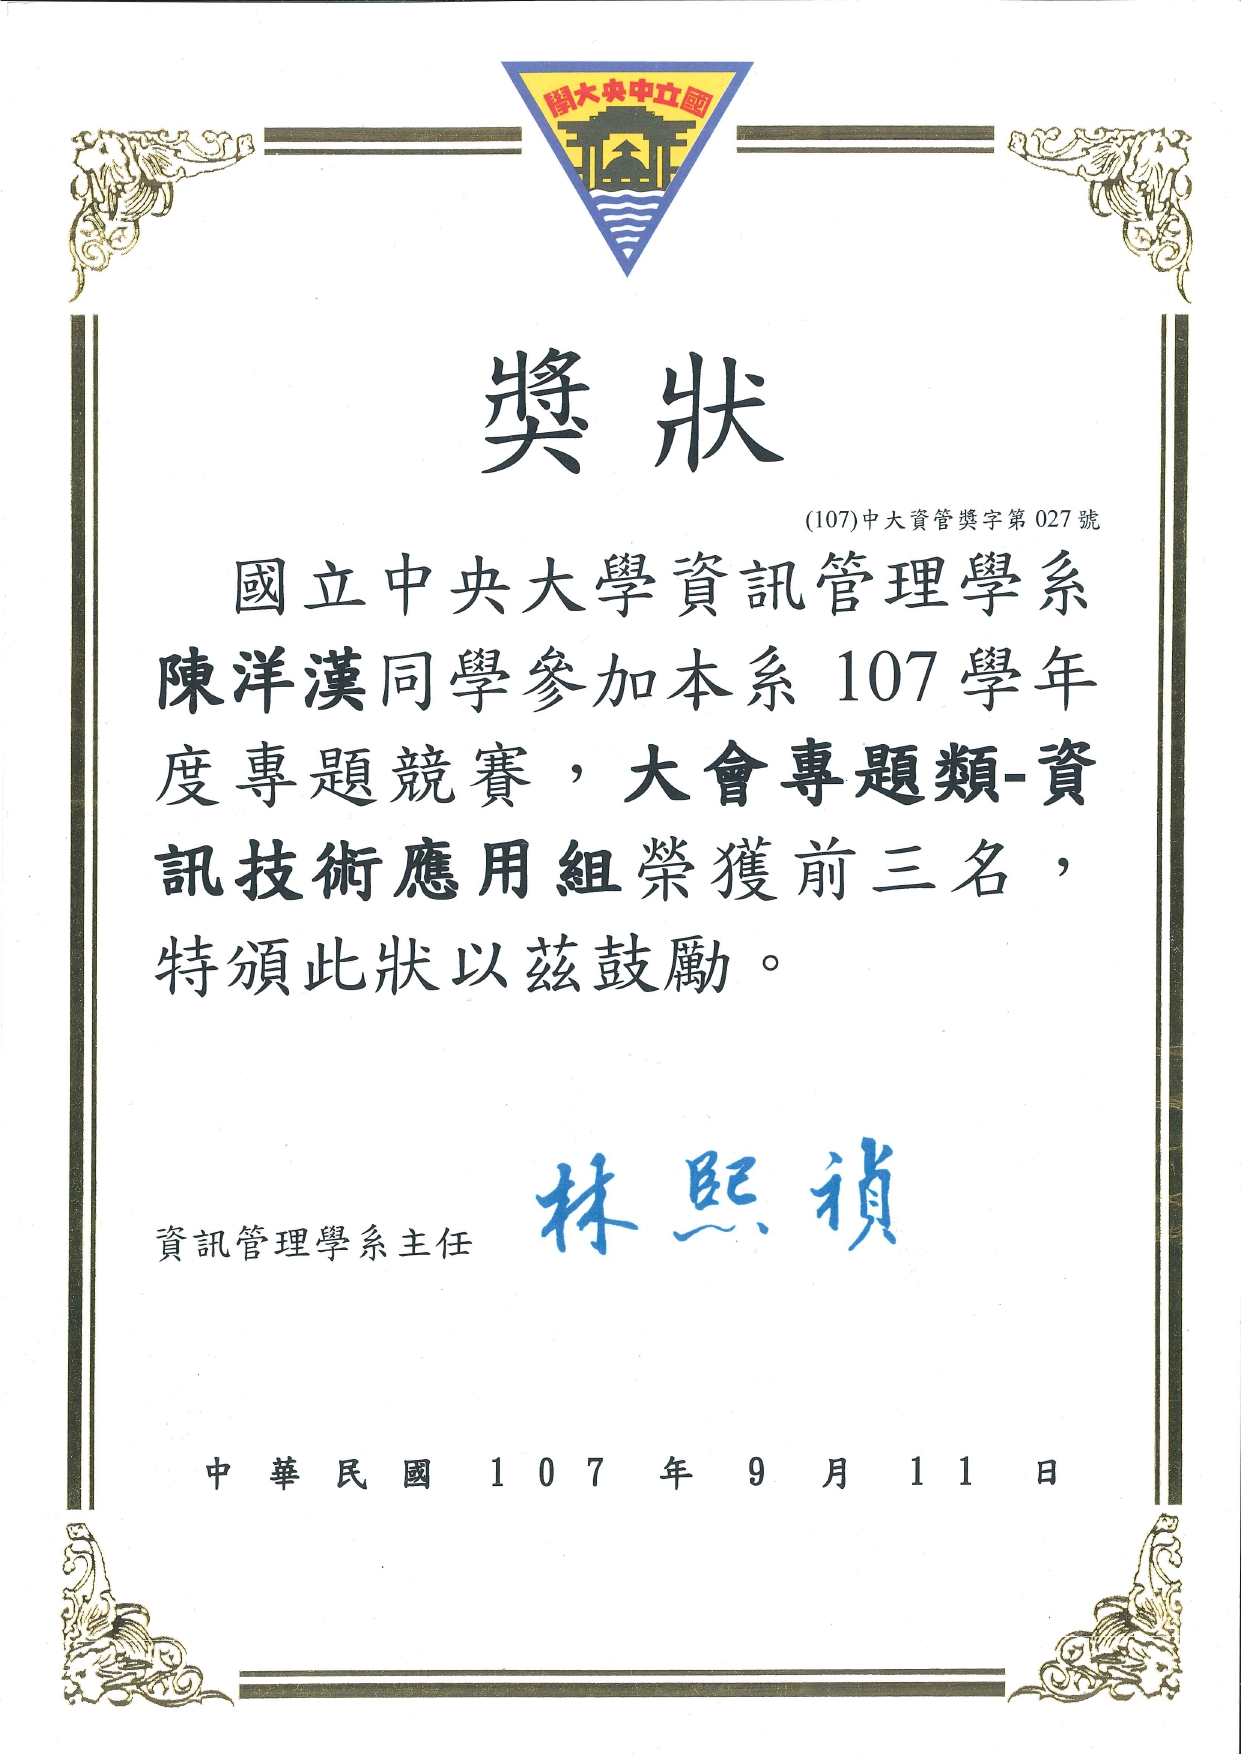 國立中央大學
獎狀
(107)中大資管獎字第 027 號
國立中央大學資訊管理學系
陳洋漢同學參加本系 107 學年
度專題競賽，大會專題類-資
訊技術應用組榮獲前三名，
特頒此狀以茲鼓勵。
資訊管理學系主任 林熙禎
中華民國 107 年 9 月 11 日